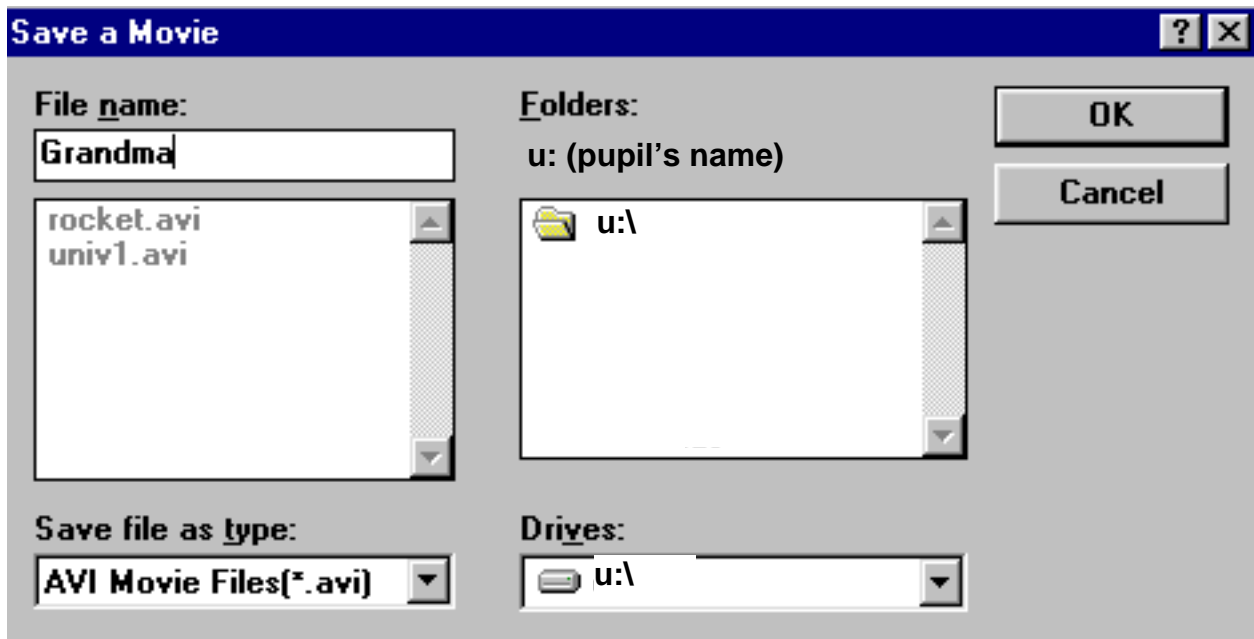 Save a Movie
File name:
Grandma
rocket.avi
univ1.avi
Save file as type:
AVI Movie Files(*.avi)
Folders:
u: (pupil’s name)
u:\
Drives:
u:\
OK
Cancel